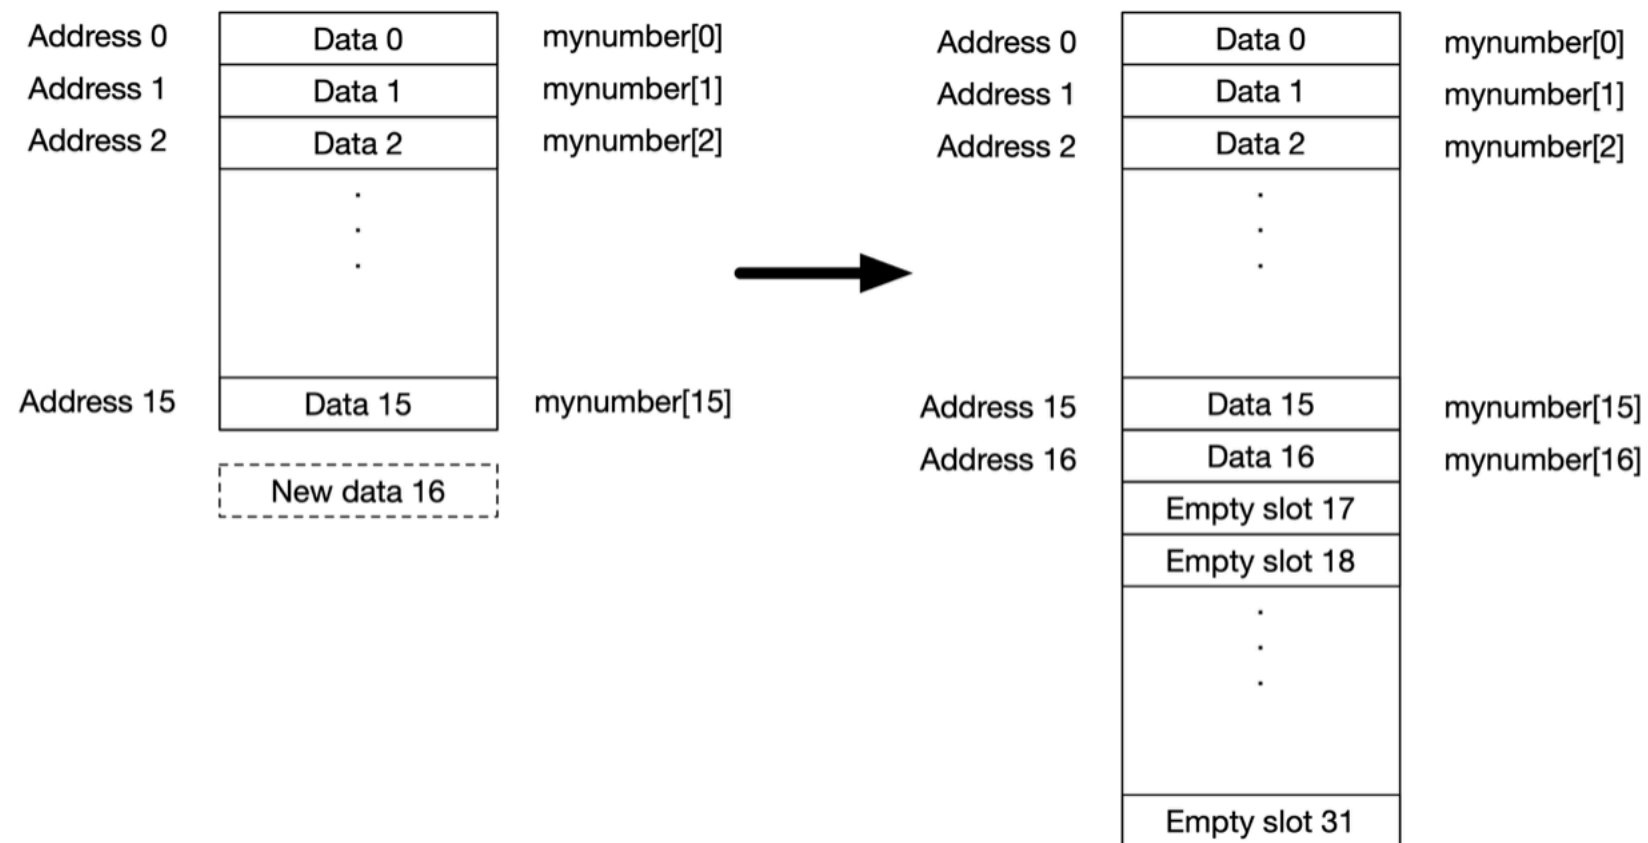 Address 0 Data 0 mynumber[0]
Address 1 Data 1 mynumber[1]
Address 2 Data 2 mynumber[2]
.
.
.
Address 15 Data 15 mynumber[15]
New data 16
Address 0 Data 0 mynumber[0]
Address 1 Data 1 mynumber[1]
Address 2 Data 2 mynumber[2]
.
.
.
Address 15 Data 15 mynumber[15]
Address 16 Data 16 mynumber[16]
Empty slot 17
Empty slot 18
.
.
.
Empty slot 31